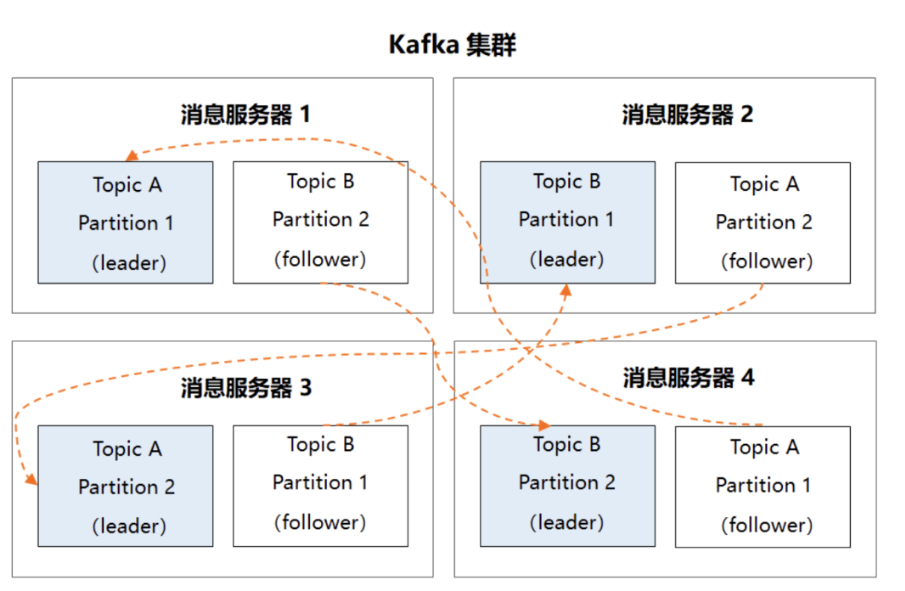 Kafka 集群
消息服务器 1
Topic A
Partition 1
（leader）
Topic B
Partition 2
（follower）
消息服务器 2
Topic B
Partition 1
（leader）
Topic A
Partition 2
（follower）
消息服务器 3
Topic A
Partition 2
（leader）
Topic B
Partition 1
（follower）
消息服务器 4
Topic B
Partition 2
（leader）
Topic A
Partition 1
（follower）